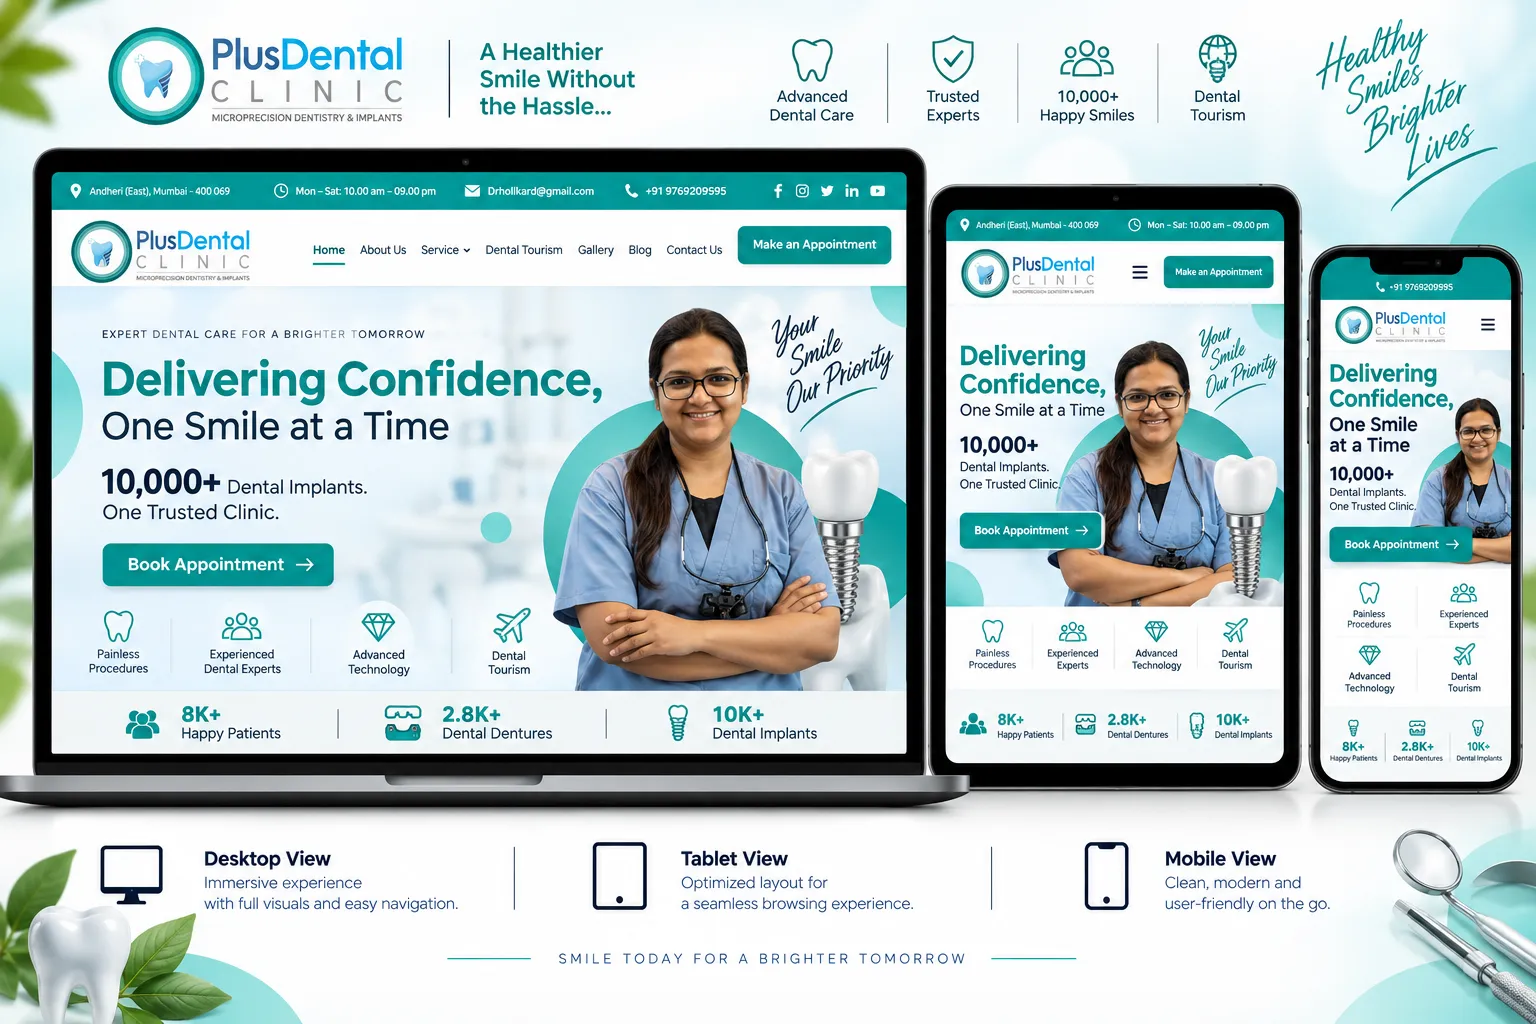 PlusDental
CLINIC
MICROPRECISION DENTISTRY & IMPLANTS
A Healthier
Smile Without
the Hassle...
Advanced
Dental Care
Trusted
Experts
10,000+
Happy Smiles
Dental
Tourism
Healthy
Smiles
Brighter
Lives
Andheri (East), Mumbai - 400 069
Mon – Sat: 10.00 am – 09.00 pm
Drhollkard@gmail.com
+91 9769209595
PlusDental
CLINIC
MICROPRECISION DENTISTRY & IMPLANTS
Home
About Us
Service
Dental Tourism
Gallery
Blog
Contact Us
Make an Appointment
EXPERT DENTAL CARE FOR A BRIGHTER TOMORROW
Delivering Confidence,
One Smile at a Time
10,000+ Dental Implants.
One Trusted Clinic.
Book Appointment →
Your
Smile
Our Priority
Painless
Procedures
Experienced
Dental Experts
Advanced
Technology
Dental
Tourism
8K+
Happy Patients
2.8K+
Dental Dentures
10K+
Dental Implants
Andheri (East), Mumbai - 400 069
Mon – Sat: 10.00 am – 09.00 pm
PlusDental
CLINIC
MICROPRECISION DENTISTRY & IMPLANTS
Make an Appointment
Delivering
Confidence,
One Smile at a Time
10,000+
Dental Implants.
One Trusted Clinic.
Book Appointment →
Your
Smile
Our Priority
Painless
Procedures
Experienced
Experts
Advanced
Technology
Dental
Tourism
8K+
Happy Patients
2.8K+
Dental Dentures
10K+
Dental Implants
+91 9769209595
PlusDental
CLINIC
MICROPRECISION DENTISTRY & IMPLANTS
Delivering
Confidence,
One Smile
at a Time
10,000+
Dental Implants.
One Trusted Clinic.
Book Appointment →
Painless
Procedures
Experienced
Experts
Advanced
Technology
Dental
Tourism
8K+
Happy Patients
2.8K+
Dental Dentures
10K+
Dental Implants
Desktop View
Immersive experience
with full visuals and easy navigation.
Tablet View
Optimized layout for
a seamless browsing experience.
Mobile View
Clean, modern and
user-friendly on the go.
SMILE TODAY FOR A BRIGHTER TOMORROW